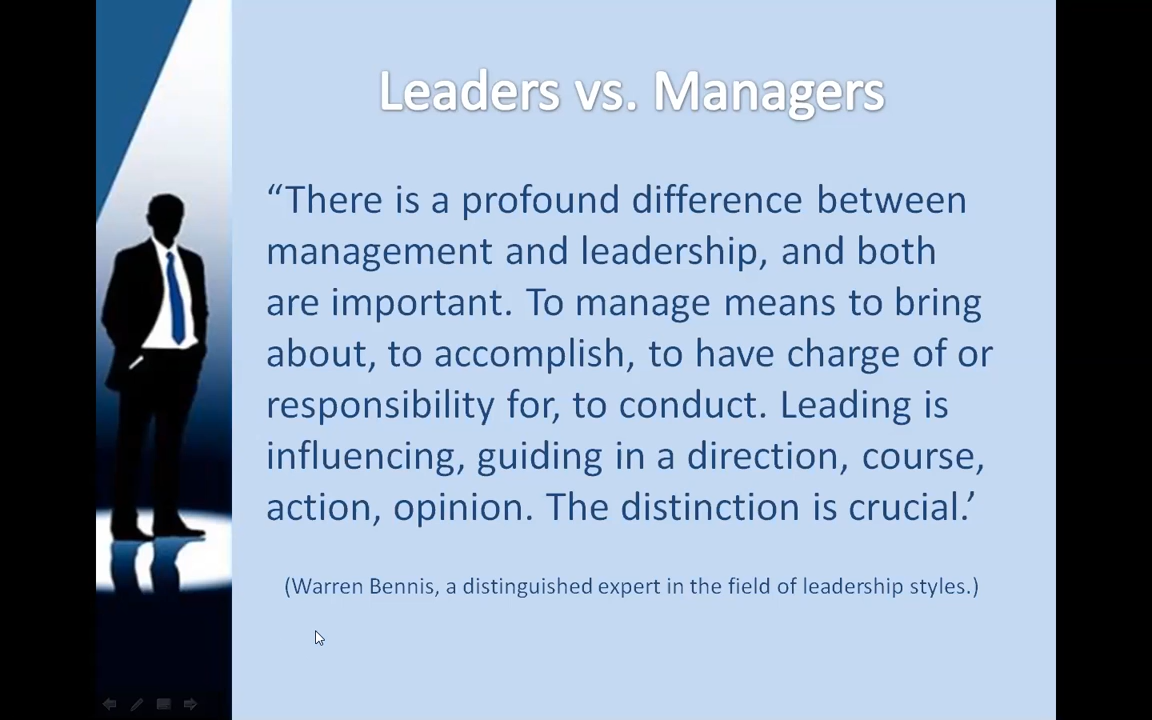 Leaders vs. Managers
“There is a profound difference between
management and leadership, and both
are important. To manage means to bring
about, to accomplish, to have charge of or
responsibility for, to conduct. Leading is
influencing, guiding in a direction, course,
action, opinion. The distinction is crucial.’
(Warren Bennis, a distinguished expert in the field of leadership styles.)